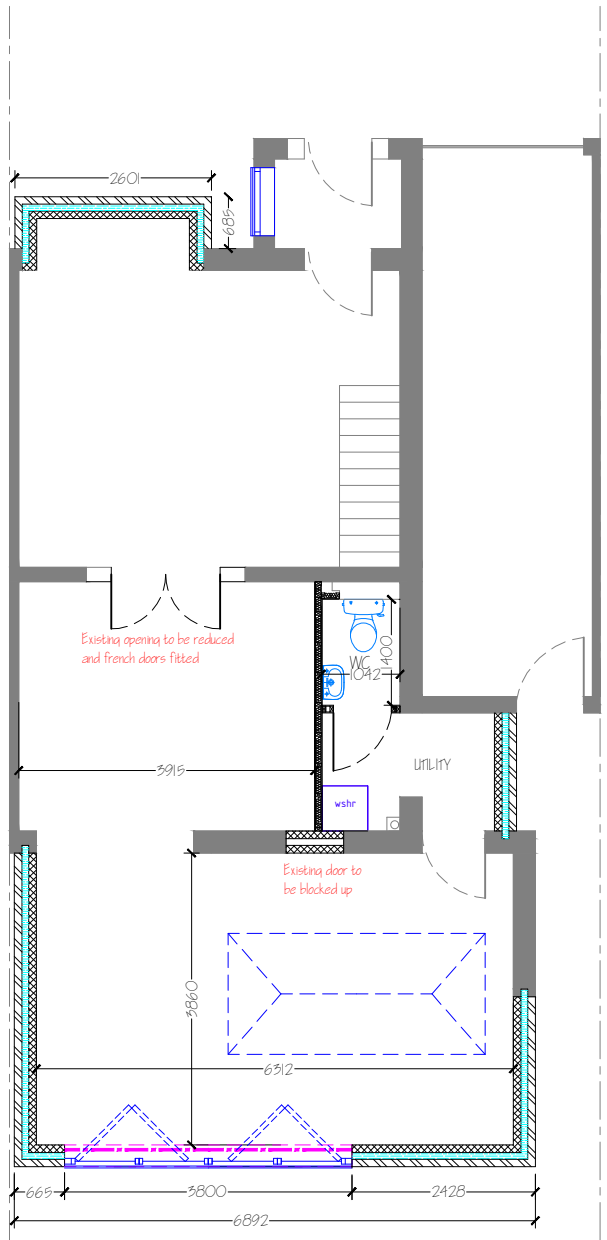 2601
685
Existing opening to be reduced
and french doors fitted
WC
1042
1400
3915
UTILITY
wshr
Existing door to
be blocked up
3860
6312
665
3800
2428
6892